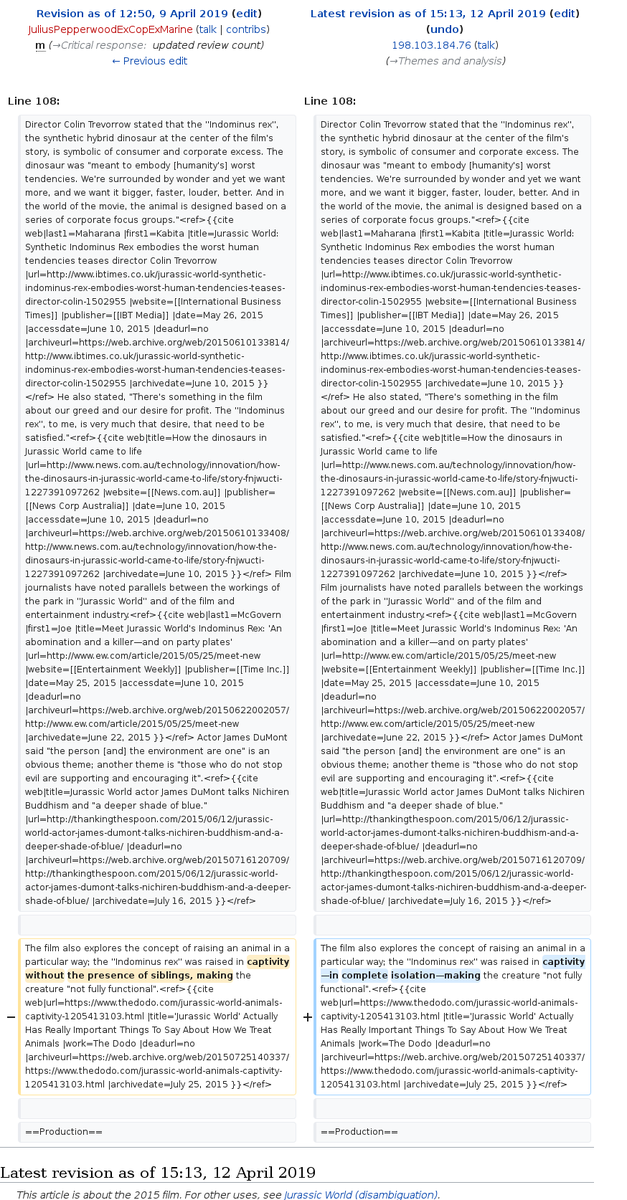 Revision as of 12:50, 9 April 2019 (edit)
JuliusPepperwoodExCopExMarine (talk | contribs)
m (→Critical response: updated review count)
← Previous edit
Latest revision as of 15:13, 12 April 2019 (edit)
(undo)
198.103.184.76 (talk)
(→Themes and analysis)
Line 108:
Director Colin Trevorrow stated that the ''Indominus rex'',
the synthetic hybrid dinosaur at the center of the film's
story, is symbolic of consumer and corporate excess. The
dinosaur was "meant to embody [humanity's] worst
tendencies. We're surrounded by wonder and yet we want
more, and we want it bigger, faster, louder, better. And in
the world of the movie, the animal is designed based on a
series of corporate focus groups."<ref>{{cite
web|last1=Maharana |first1=Kabita |title=Jurassic World:
Synthetic Indominus Rex embodies the worst human
tendencies teases director Colin Trevorrow
|url=http://www.ibtimes.co.uk/jurassic-world-synthetic-
indominus-rex-embodies-worst-human-tendencies-teases-
director-colin-1502955 |website=[[International Business
Times]] |publisher=[[IBT Media]] |date=May 26, 2015
|accessdate=June 10, 2015 |deadurl=no
|archiveurl=https://web.archive.org/web/20150610133814/
http://www.ibtimes.co.uk/jurassic-world-synthetic-
indominus-rex-embodies-worst-human-tendencies-teases-
director-colin-1502955 |archivedate=June 10, 2015 }}
</ref> He also stated, "There's something in the film
about our greed and our desire for profit. The ''Indominus
rex'', to me, is very much that desire, that need to be
satisfied."<ref>{{cite web|title=How the dinosaurs in
Jurassic World came to life
|url=http://www.news.com.au/technology/innovation/how-
the-dinosaurs-in-jurassic-world-came-to-life/story-fnjwucti-
1227391097262 |website=[[News.com.au]] |publisher=
[[News Corp Australia]] |date=June 10, 2015
|accessdate=June 10, 2015 |deadurl=no
|archiveurl=https://web.archive.org/web/20150610133408/
http://www.news.com.au/technology/innovation/how-the-
dinosaurs-in-jurassic-world-came-to-life/story-fnjwucti-
1227391097262 |archivedate=June 10, 2015 }}</ref> Film
journalists have noted parallels between the workings
of the park in ''Jurassic World'' and of the film and
entertainment industry.<ref>{{cite web|last1=McGovern
|first1=Joe |title=Meet Jurassic World's Indominus Rex: 'An
abomination and a killer—and on party plates'
|url=http://www.ew.com/article/2015/05/25/meet-new
|website=[[Entertainment Weekly]] |publisher=[[Time Inc.]]
|date=May 25, 2015 |accessdate=June 10, 2015
|deadurl=no
|archiveurl=https://web.archive.org/web/20150622002057/
http://www.ew.com/article/2015/05/25/meet-new
|archivedate=June 22, 2015 }}</ref> Actor James DuMont
said "the person [and] the environment are one" is an
obvious theme; another theme is "those who do not stop
evil are supporting and encouraging it".<ref>{{cite
web|title=Jurassic World actor James DuMont talks Nichiren
Buddhism and "a deeper shade of blue."
|url=http://thankingthespoon.com/2015/06/12/jurassic-
world-actor-james-dumont-talks-nichiren-buddhism-and-a-
deeper-shade-of-blue/ |deadurl=no
|archiveurl=https://web.archive.org/web/20150716120709/
http://thankingthespoon.com/2015/06/12/jurassic-world-
actor-james-dumont-talks-nichiren-buddhism-and-a-deeper-
shade-of-blue/ |archivedate=July 16, 2015 }}</ref>
−
The film also explores the concept of raising an animal in a
particular way; the ''Indominus rex'' was raised in captivity
without the presence of siblings, making the
creature "not fully functional".<ref>{{cite
web|url=https://www.thedodo.com/jurassic-world-animals-
captivity-1205413103.html |title='Jurassic World' Actually
Has Really Important Things To Say About How We Treat
Animals |work=The Dodo |deadurl=no
|archiveurl=https://web.archive.org/web/20150725140337/
https://www.thedodo.com/jurassic-world-animals-captivity-
1205413103.html |archivedate=July 25, 2015 }}</ref>
==Production==
Line 108:
Director Colin Trevorrow stated that the ''Indominus rex'',
the synthetic hybrid dinosaur at the center of the film's
story, is symbolic of consumer and corporate excess. The
dinosaur was "meant to embody [humanity's] worst
tendencies. We're surrounded by wonder and yet we want
more, and we want it bigger, faster, louder, better. And in
the world of the movie, the animal is designed based on a
series of corporate focus groups."<ref>{{cite
web|last1=Maharana |first1=Kabita |title=Jurassic World:
Synthetic Indominus Rex embodies the worst human
tendencies teases director Colin Trevorrow
|url=http://www.ibtimes.co.uk/jurassic-world-synthetic-
indominus-rex-embodies-worst-human-tendencies-teases-
director-colin-1502955 |website=[[International Business
Times]] |publisher=[[IBT Media]] |date=May 26, 2015
|accessdate=June 10, 2015 |deadurl=no
|archiveurl=https://web.archive.org/web/20150610133814/
http://www.ibtimes.co.uk/jurassic-world-synthetic-
indominus-rex-embodies-worst-human-tendencies-teases-
director-colin-1502955 |archivedate=June 10, 2015 }}
</ref> He also stated, "There's something in the film
about our greed and our desire for profit. The ''Indominus
rex'', to me, is very much that desire, that need to be
satisfied."<ref>{{cite web|title=How the dinosaurs in
Jurassic World came to life
|url=http://www.news.com.au/technology/innovation/how-
the-dinosaurs-in-jurassic-world-came-to-life/story-fnjwucti-
1227391097262 |website=[[News.com.au]] |publisher=
[[News Corp Australia]] |date=June 10, 2015
|accessdate=June 10, 2015 |deadurl=no
|archiveurl=https://web.archive.org/web/20150610133408/
http://www.news.com.au/technology/innovation/how-the-
dinosaurs-in-jurassic-world-came-to-life/story-fnjwucti-
1227391097262 |archivedate=June 10, 2015 }}</ref>
Film journalists have noted parallels between the workings
of the park in ''Jurassic World'' and of the film and
entertainment industry.<ref>{{cite web|last1=McGovern
|first1=Joe |title=Meet Jurassic World's Indominus Rex: 'An
abomination and a killer—and on party plates'
|url=http://www.ew.com/article/2015/05/25/meet-new
|website=[[Entertainment Weekly]] |publisher=[[Time Inc.]]
|date=May 25, 2015 |accessdate=June 10, 2015
|deadurl=no
|archiveurl=https://web.archive.org/web/20150622002057/
http://www.ew.com/article/2015/05/25/meet-new
|archivedate=June 22, 2015 }}</ref> Actor James DuMont
said "the person [and] the environment are one" is an
obvious theme; another theme is "those who do not stop
evil are supporting and encouraging it".<ref>{{cite
web|title=Jurassic World actor James DuMont talks Nichiren
Buddhism and "a deeper shade of blue."
|url=http://thankingthespoon.com/2015/06/12/jurassic-
world-actor-james-dumont-talks-nichiren-buddhism-and-a-
deeper-shade-of-blue/ |deadurl=no
|archiveurl=https://web.archive.org/web/20150716120709/
http://thankingthespoon.com/2015/06/12/jurassic-world-
actor-james-dumont-talks-nichiren-buddhism-and-a-deeper-
shade-of-blue/ |archivedate=July 16, 2015 }}</ref>
+
The film also explores the concept of raising an animal in a
particular way; the ''Indominus rex'' was raised in captivity
—in complete isolation—making the creature "not fully
functional".<ref>{{cite
web|url=https://www.thedodo.com/jurassic-world-animals-
captivity-1205413103.html |title='Jurassic World' Actually
Has Really Important Things To Say About How We Treat
Animals |work=The Dodo |deadurl=no
|archiveurl=https://web.archive.org/web/20150725140337/
https://www.thedodo.com/jurassic-world-animals-captivity-
1205413103.html |archivedate=July 25, 2015 }}</ref>
==Production==
Latest revision as of 15:13, 12 April 2019
This article is about the 2015 film. For other uses, see Jurassic World (disambiguation).